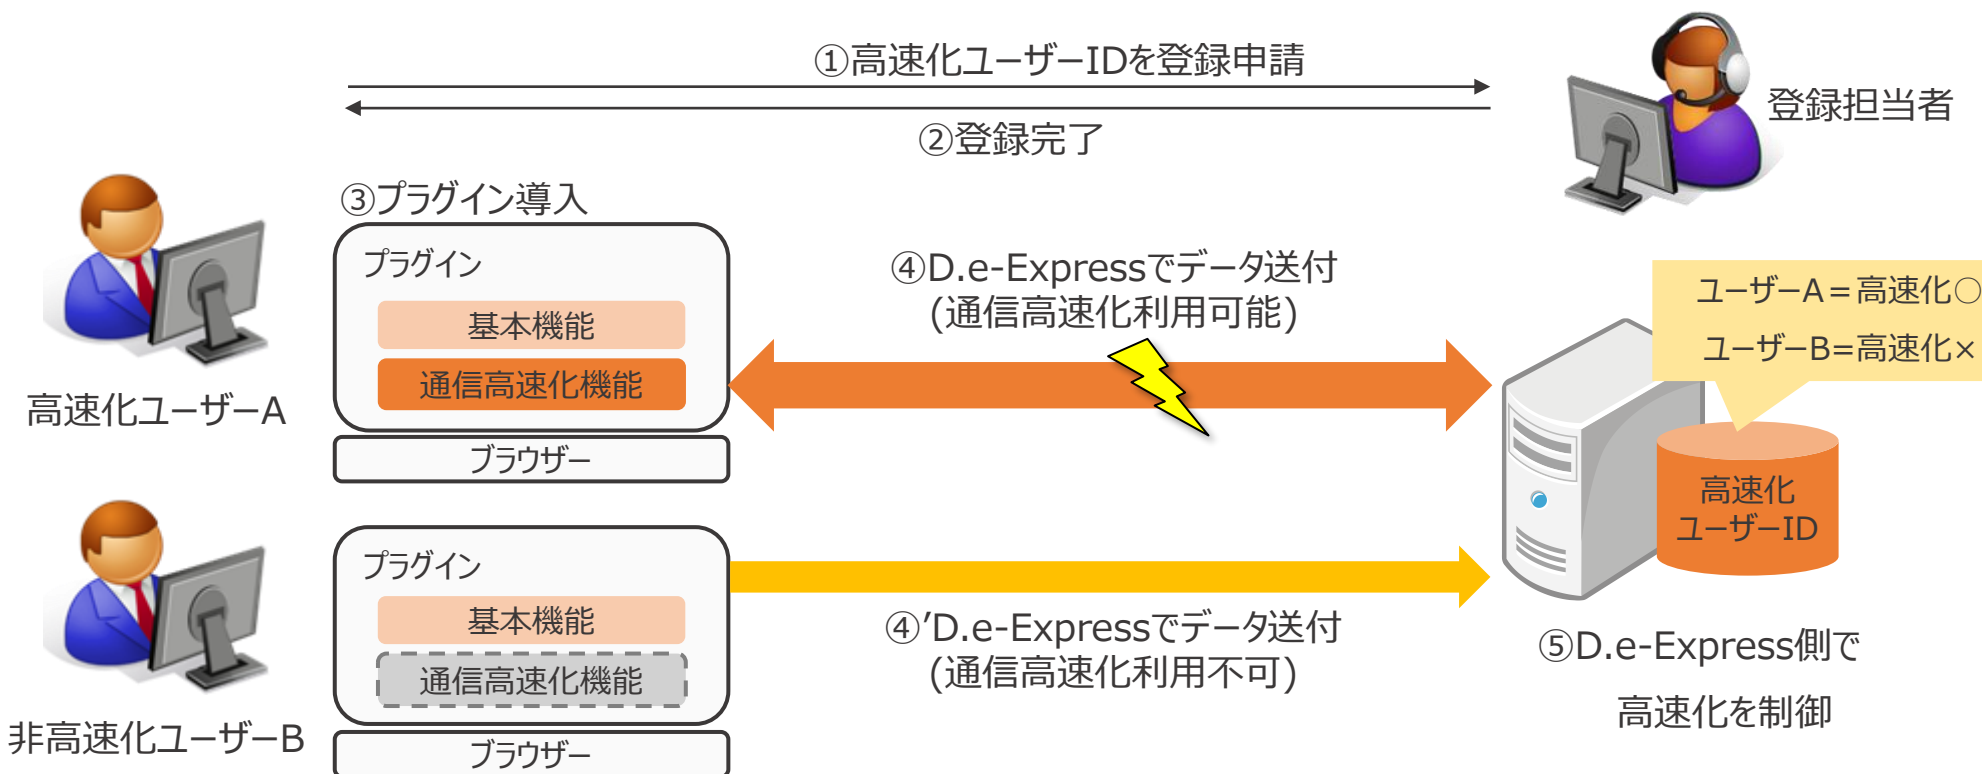 ①高速化ユーザーIDを登録申請
②登録完了
登録担当者
③プラグイン導入
プラグイン
基本機能
通信高速化機能
ブラウザー
高速化ユーザーA
④D.e-Expressでデータ送付
(通信高速化利用可能)
ユーザーA＝高速化○
ユーザーB=高速化×
高速化
ユーザーID
プラグイン
基本機能
通信高速化機能
ブラウザー
非高速化ユーザーB
④'D.e-Expressでデータ送付
(通信高速化利用不可)
⑤D.e-Express側で
高速化を制御